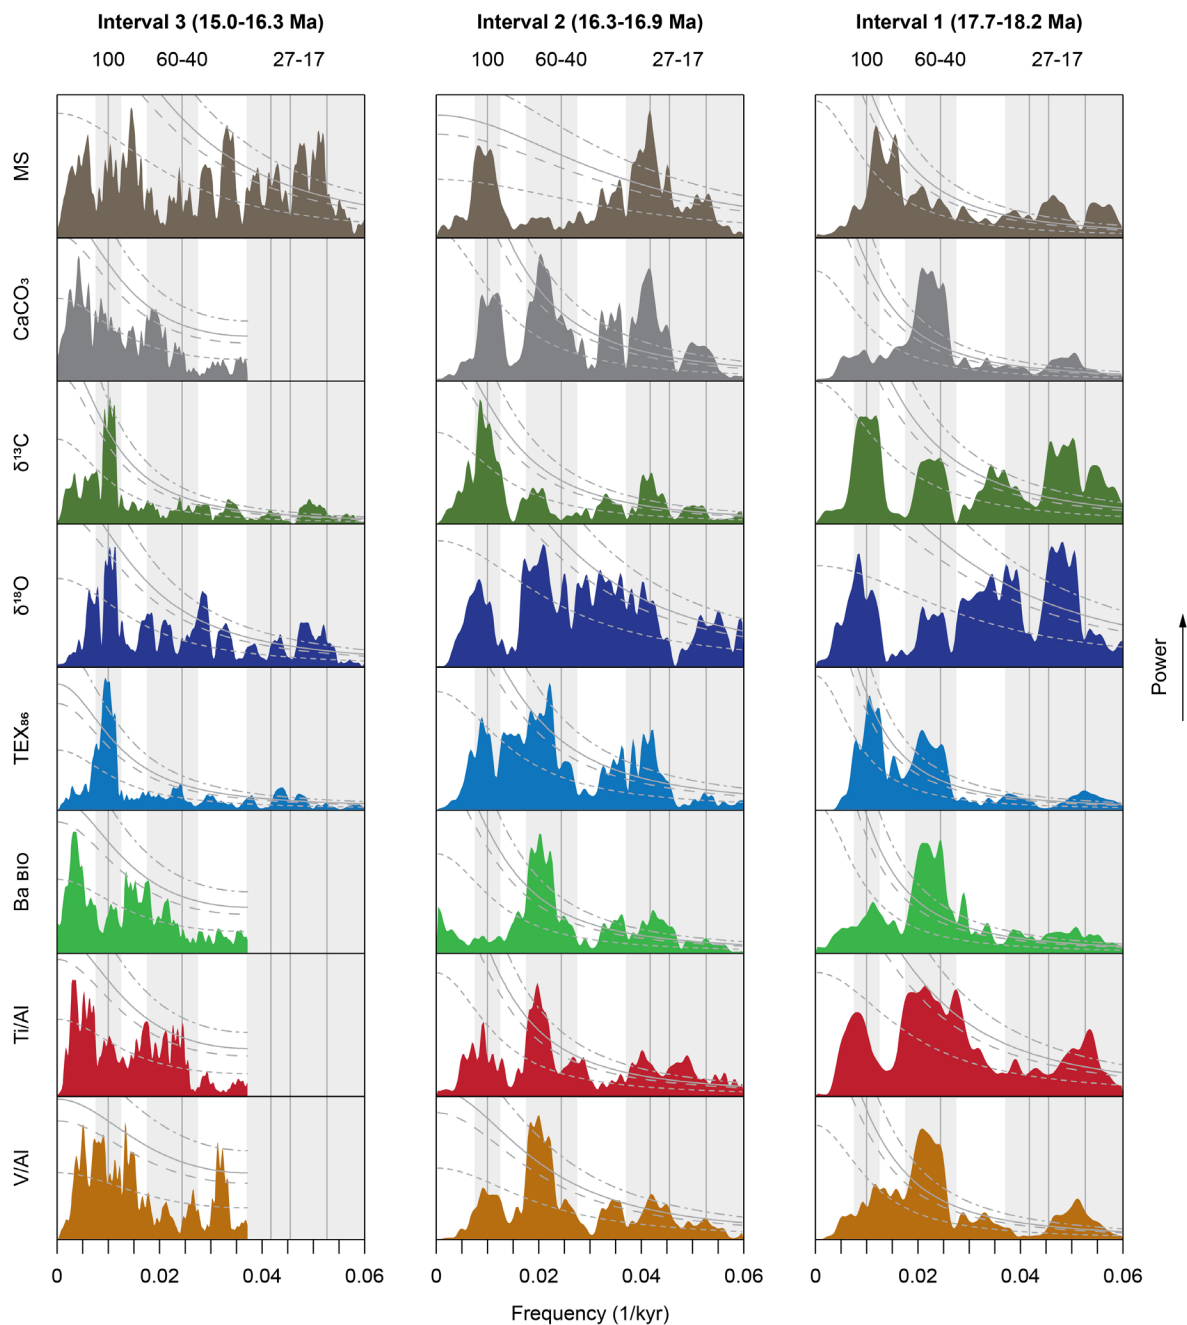 Interval 3 (15.0-16.3 Ma) Interval 2 (16.3-16.9 Ma) Interval 1 (17.7-18.2 Ma)
100 60-40 27-17 100 60-40 27-17 100 60-40 27-17
MS
CaCO₃
δ¹³C
δ¹⁸O
TEX₈₆
Power
Ba BIO
Ti/Al
V/Al
0 0.02 0.04 0.06 0 0.02 0.04 0.06 0 0.02 0.04 0.06
Frequency (1/kyr)